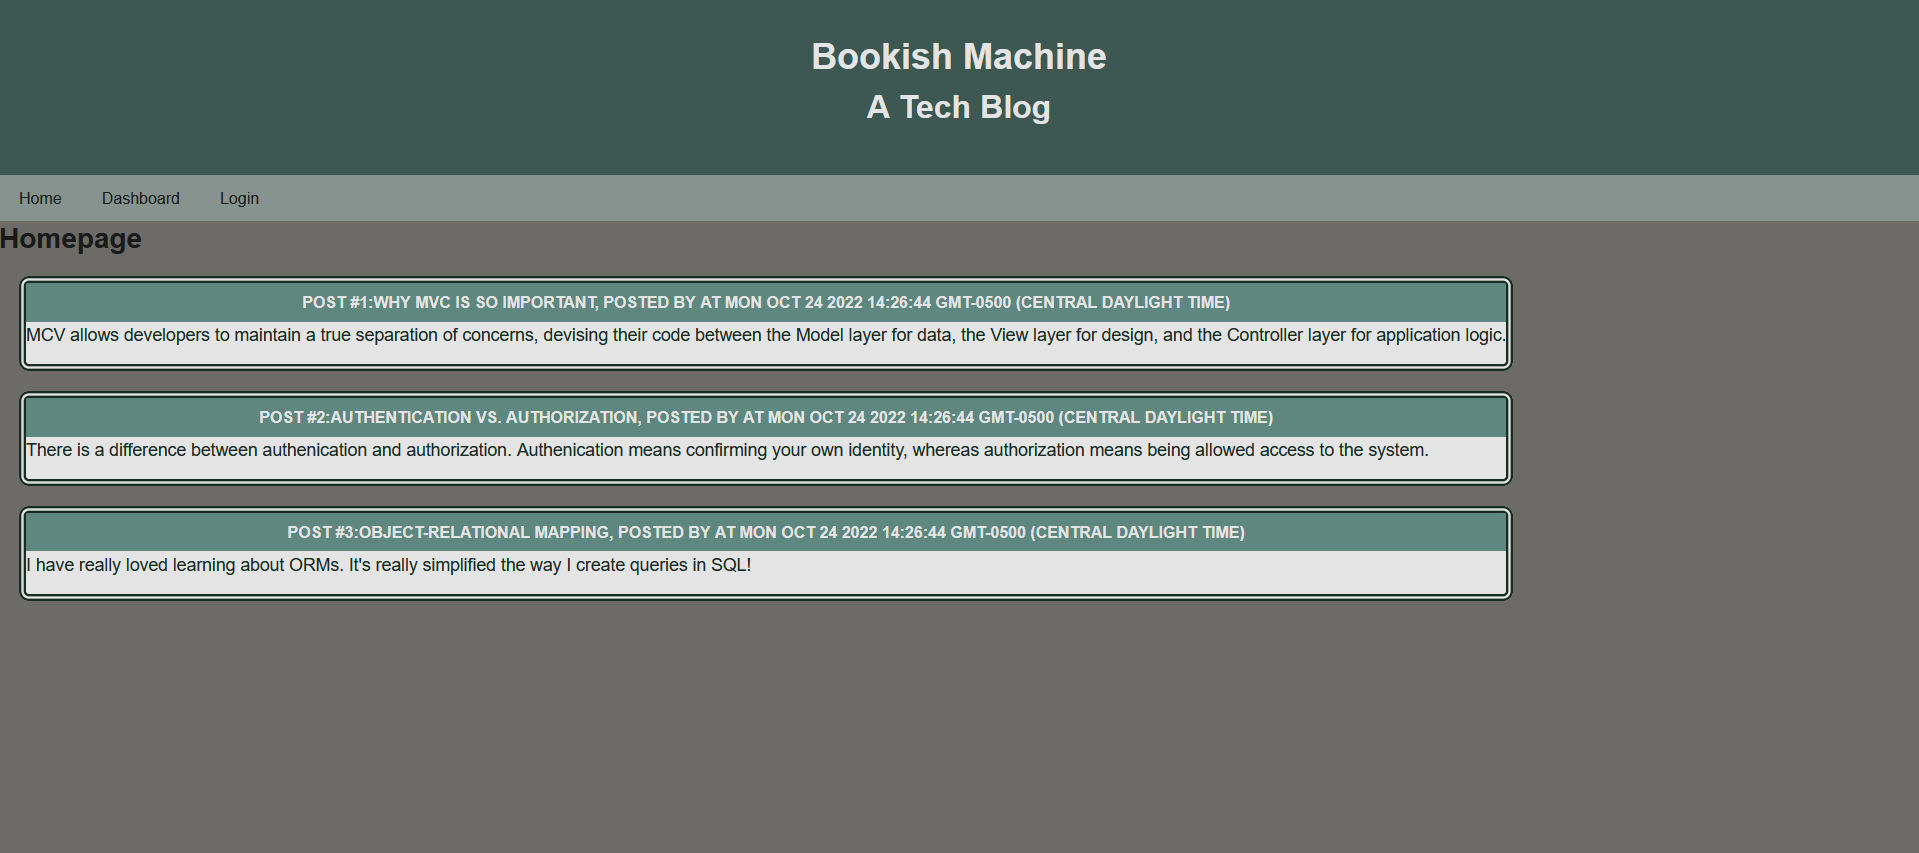 Bookish Machine
A Tech Blog
Home Dashboard Login
Homepage
POST #1:WHY MVC IS SO IMPORTANT, POSTED BY AT MON OCT 24 2022 14:26:44 GMT-0500 (CENTRAL DAYLIGHT TIME)
MCV allows developers to maintain a true separation of concerns, devising their code between the Model layer for data, the View layer for design, and the Controller layer for application logic.
POST #2:AUTHENTICATION VS. AUTHORIZATION, POSTED BY AT MON OCT 24 2022 14:26:44 GMT-0500 (CENTRAL DAYLIGHT TIME)
There is a difference between authenication and authorization. Authenication means confirming your own identity, whereas authorization means being allowed access to the system.
POST #3:OBJECT-RELATIONAL MAPPING, POSTED BY AT MON OCT 24 2022 14:26:44 GMT-0500 (CENTRAL DAYLIGHT TIME)
I have really loved learning about ORMs. It's really simplified the way I create queries in SQL!